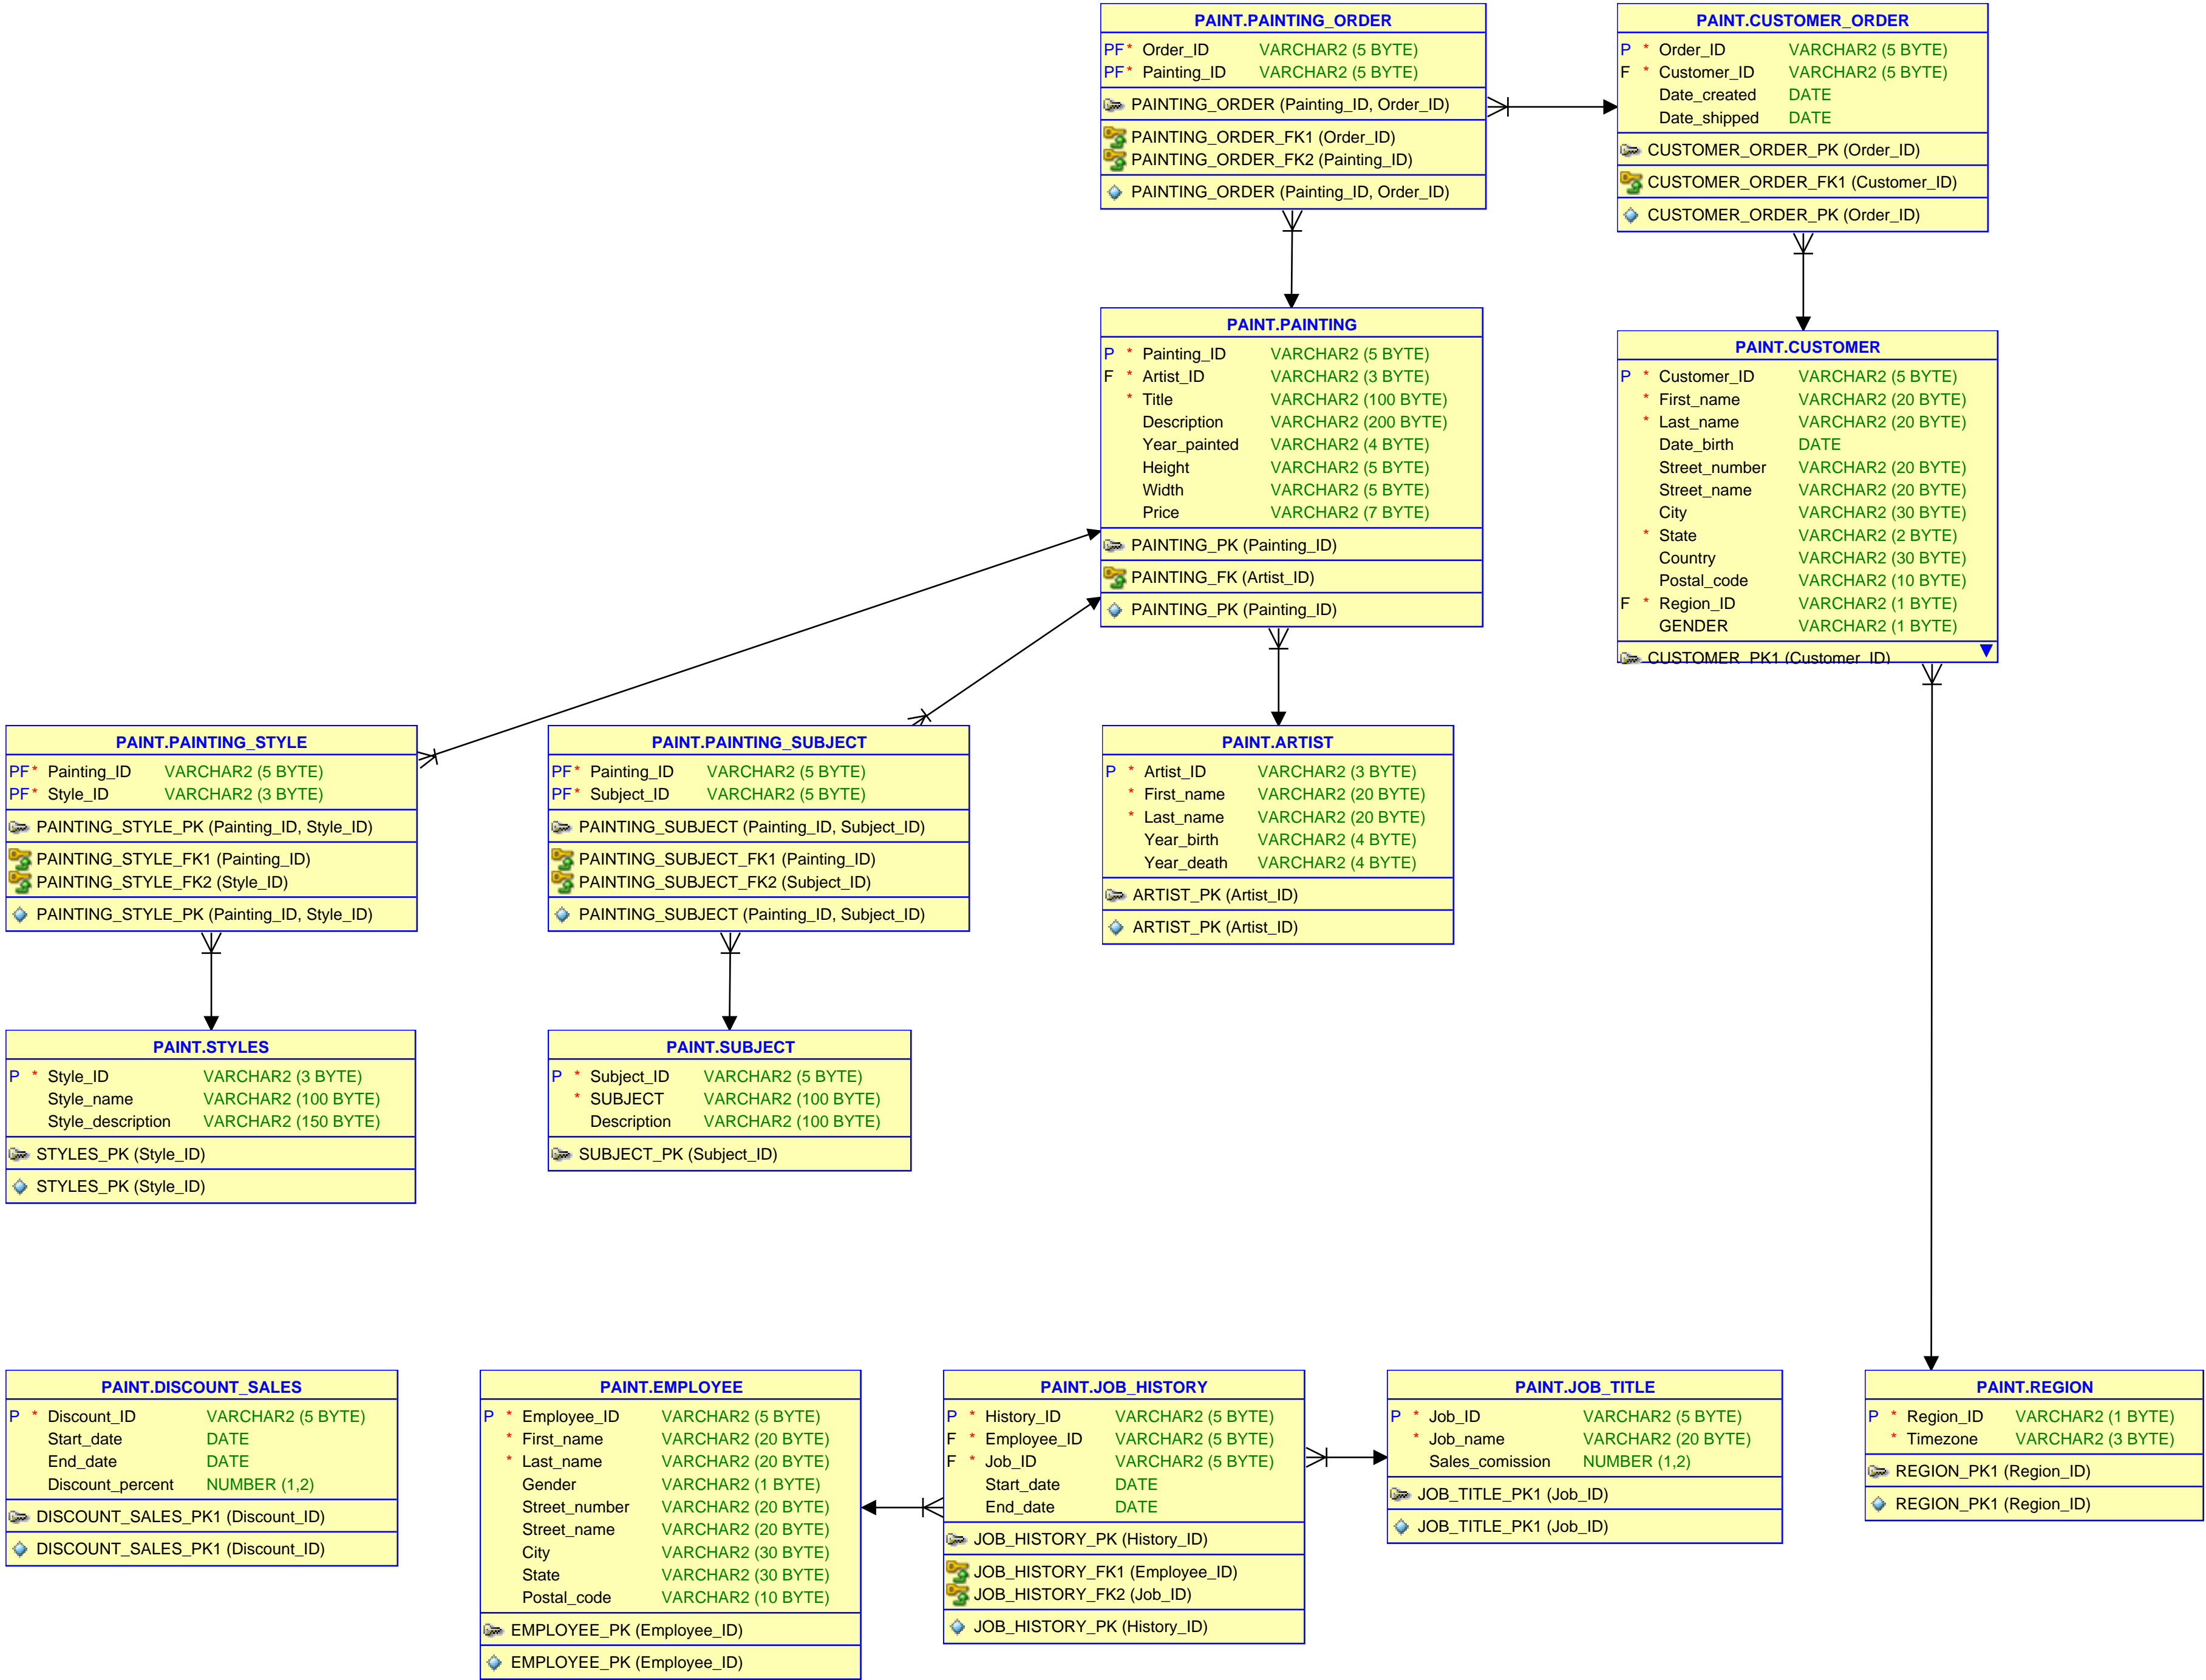 PAINT.PAINTING_ORDER
PF* Order_ID VARCHAR2 (5 BYTE)
PF* Painting_ID VARCHAR2 (5 BYTE)
PAINTING_ORDER (Painting_ID, Order_ID)
PAINTING_ORDER_FK1 (Order_ID)
PAINTING_ORDER_FK2 (Painting_ID)
PAINTING_ORDER (Painting_ID, Order_ID)
PAINT.CUSTOMER_ORDER
P * Order_ID VARCHAR2 (5 BYTE)
F * Customer_ID VARCHAR2 (5 BYTE)
Date_created DATE
Date_shipped DATE
CUSTOMER_ORDER_PK (Order_ID)
CUSTOMER_ORDER_FK1 (Customer_ID)
CUSTOMER_ORDER_PK (Order_ID)
PAINT.PAINTING
P * Painting_ID VARCHAR2 (5 BYTE)
F * Artist_ID VARCHAR2 (3 BYTE)
* Title VARCHAR2 (100 BYTE)
Description VARCHAR2 (200 BYTE)
Year_painted VARCHAR2 (4 BYTE)
Height VARCHAR2 (5 BYTE)
Width VARCHAR2 (5 BYTE)
Price VARCHAR2 (7 BYTE)
PAINTING_PK (Painting_ID)
PAINTING_FK (Artist_ID)
PAINTING_PK (Painting_ID)
PAINT.CUSTOMER
P * Customer_ID VARCHAR2 (5 BYTE)
* First_name VARCHAR2 (20 BYTE)
* Last_name VARCHAR2 (20 BYTE)
Date_birth DATE
Street_number VARCHAR2 (20 BYTE)
Street_name VARCHAR2 (20 BYTE)
City VARCHAR2 (30 BYTE)
* State VARCHAR2 (2 BYTE)
Country VARCHAR2 (30 BYTE)
Postal_code VARCHAR2 (10 BYTE)
F * Region_ID VARCHAR2 (1 BYTE)
GENDER VARCHAR2 (1 BYTE)
CUSTOMER_PK1 (Customer_ID)
PAINT.PAINTING_STYLE
PF* Painting_ID VARCHAR2 (5 BYTE)
PF* Style_ID VARCHAR2 (3 BYTE)
PAINTING_STYLE_PK (Painting_ID, Style_ID)
PAINTING_STYLE_FK1 (Painting_ID)
PAINTING_STYLE_FK2 (Style_ID)
PAINTING_STYLE_PK (Painting_ID, Style_ID)
PAINT.PAINTING_SUBJECT
PF* Painting_ID VARCHAR2 (5 BYTE)
PF* Subject_ID VARCHAR2 (5 BYTE)
PAINTING_SUBJECT (Painting_ID, Subject_ID)
PAINTING_SUBJECT_FK1 (Painting_ID)
PAINTING_SUBJECT_FK2 (Subject_ID)
PAINTING_SUBJECT (Painting_ID, Subject_ID)
PAINT.ARTIST
P * Artist_ID VARCHAR2 (3 BYTE)
* First_name VARCHAR2 (20 BYTE)
* Last_name VARCHAR2 (20 BYTE)
Year_birth VARCHAR2 (4 BYTE)
Year_death VARCHAR2 (4 BYTE)
ARTIST_PK (Artist_ID)
ARTIST_PK (Artist_ID)
PAINT.STYLES
P * Style_ID VARCHAR2 (3 BYTE)
Style_name VARCHAR2 (100 BYTE)
Style_description VARCHAR2 (150 BYTE)
STYLES_PK (Style_ID)
STYLES_PK (Style_ID)
PAINT.SUBJECT
P * Subject_ID VARCHAR2 (5 BYTE)
* SUBJECT VARCHAR2 (100 BYTE)
Description VARCHAR2 (100 BYTE)
SUBJECT_PK (Subject_ID)
PAINT.DISCOUNT_SALES
P * Discount_ID VARCHAR2 (5 BYTE)
Start_date DATE
End_date DATE
Discount_percent NUMBER (1,2)
DISCOUNT_SALES_PK1 (Discount_ID)
DISCOUNT_SALES_PK1 (Discount_ID)
PAINT.EMPLOYEE
P * Employee_ID VARCHAR2 (5 BYTE)
* First_name VARCHAR2 (20 BYTE)
* Last_name VARCHAR2 (20 BYTE)
Gender VARCHAR2 (1 BYTE)
Street_number VARCHAR2 (20 BYTE)
Street_name VARCHAR2 (20 BYTE)
City VARCHAR2 (30 BYTE)
State VARCHAR2 (30 BYTE)
Postal_code VARCHAR2 (10 BYTE)
EMPLOYEE_PK (Employee_ID)
EMPLOYEE_PK (Employee_ID)
PAINT.JOB_HISTORY
P * History_ID VARCHAR2 (5 BYTE)
F * Employee_ID VARCHAR2 (5 BYTE)
F * Job_ID VARCHAR2 (5 BYTE)
Start_date DATE
End_date DATE
JOB_HISTORY_PK (History_ID)
JOB_HISTORY_FK1 (Employee_ID)
JOB_HISTORY_FK2 (Job_ID)
JOB_HISTORY_PK (History_ID)
PAINT.JOB_TITLE
P * Job_ID VARCHAR2 (5 BYTE)
* Job_name VARCHAR2 (20 BYTE)
Sales_comission NUMBER (1,2)
JOB_TITLE_PK1 (Job_ID)
JOB_TITLE_PK1 (Job_ID)
PAINT.REGION
P * Region_ID VARCHAR2 (1 BYTE)
* Timezone VARCHAR2 (3 BYTE)
REGION_PK1 (Region_ID)
REGION_PK1 (Region_ID)